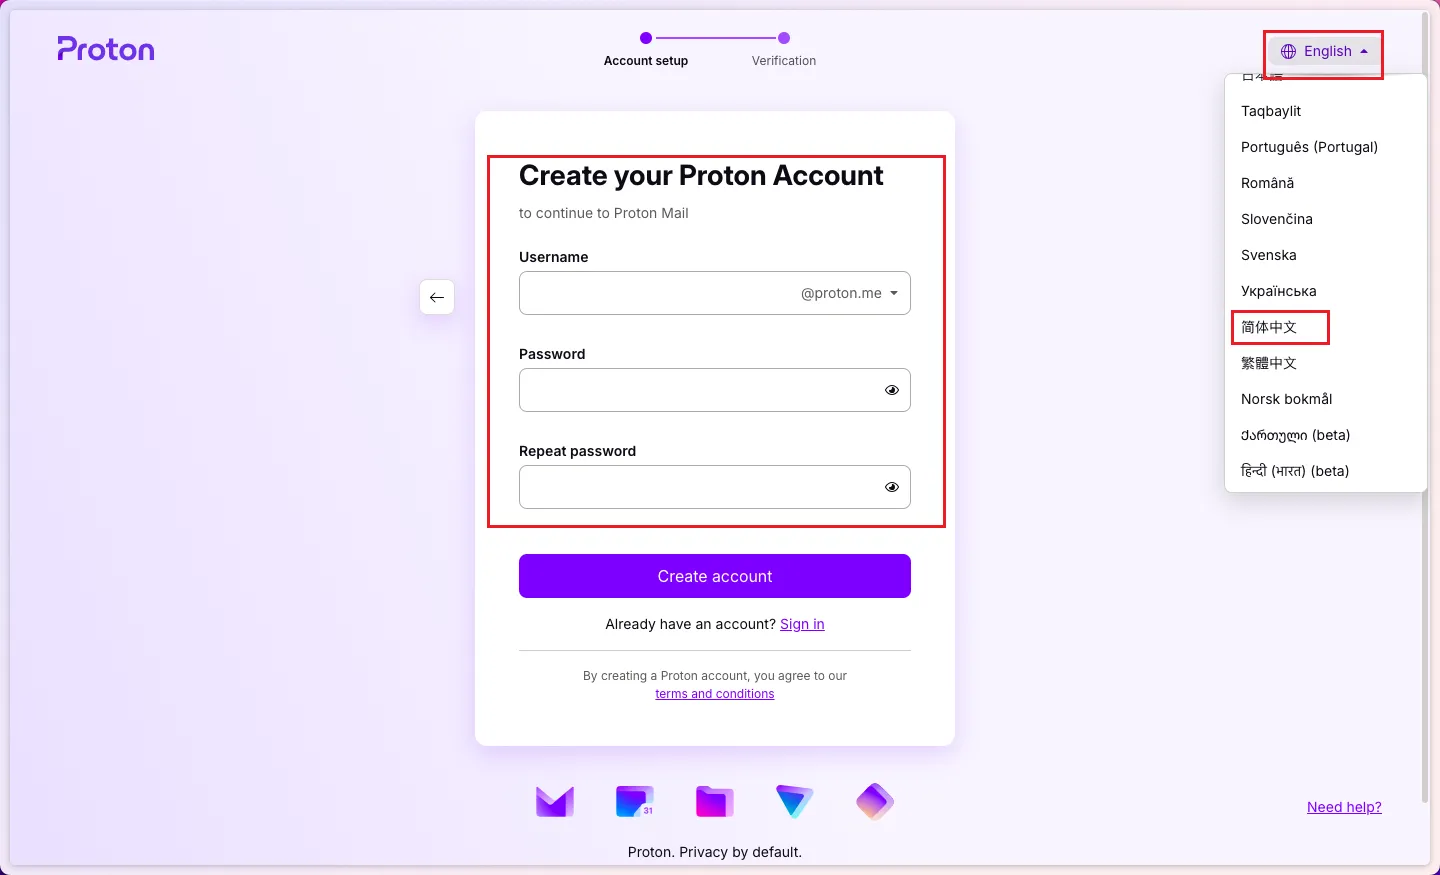 Proton
Account setup
Verification
English
日本語
Taqbaylit
Português (Portugal)
Română
Slovenčina
Svenska
Українська
简体中文
繁體中文
Norsk bokmål
ქართული (beta)
हिन्दी (भारत) (beta)
Create your Proton Account
to continue to Proton Mail
Username
@proton.me
Password
Repeat password
Create account
Already have an account? Sign in
By creating a Proton account, you agree to our
terms and conditions
31
Need help?
Proton. Privacy by default.